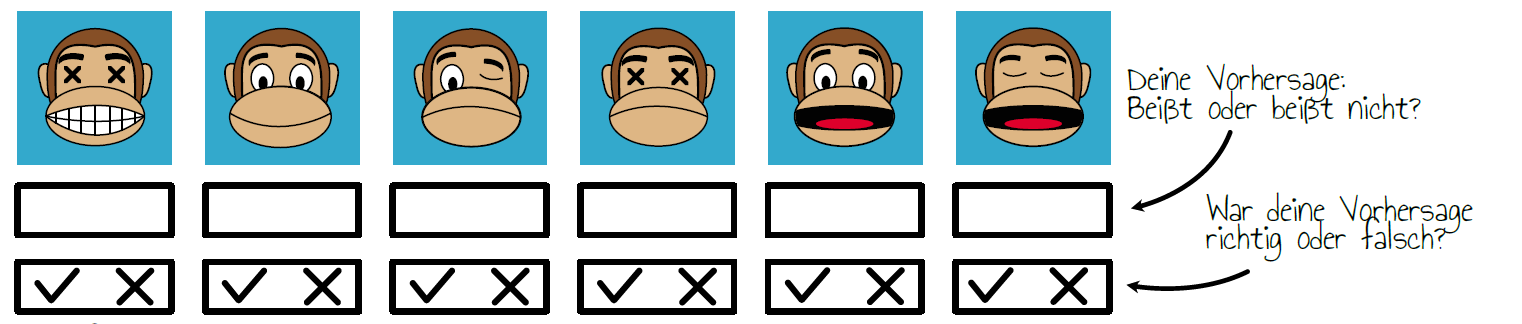 Deine Vorhersage:
Beißt oder beißt nicht?
War deine Vorhersage
richtig oder falsch?